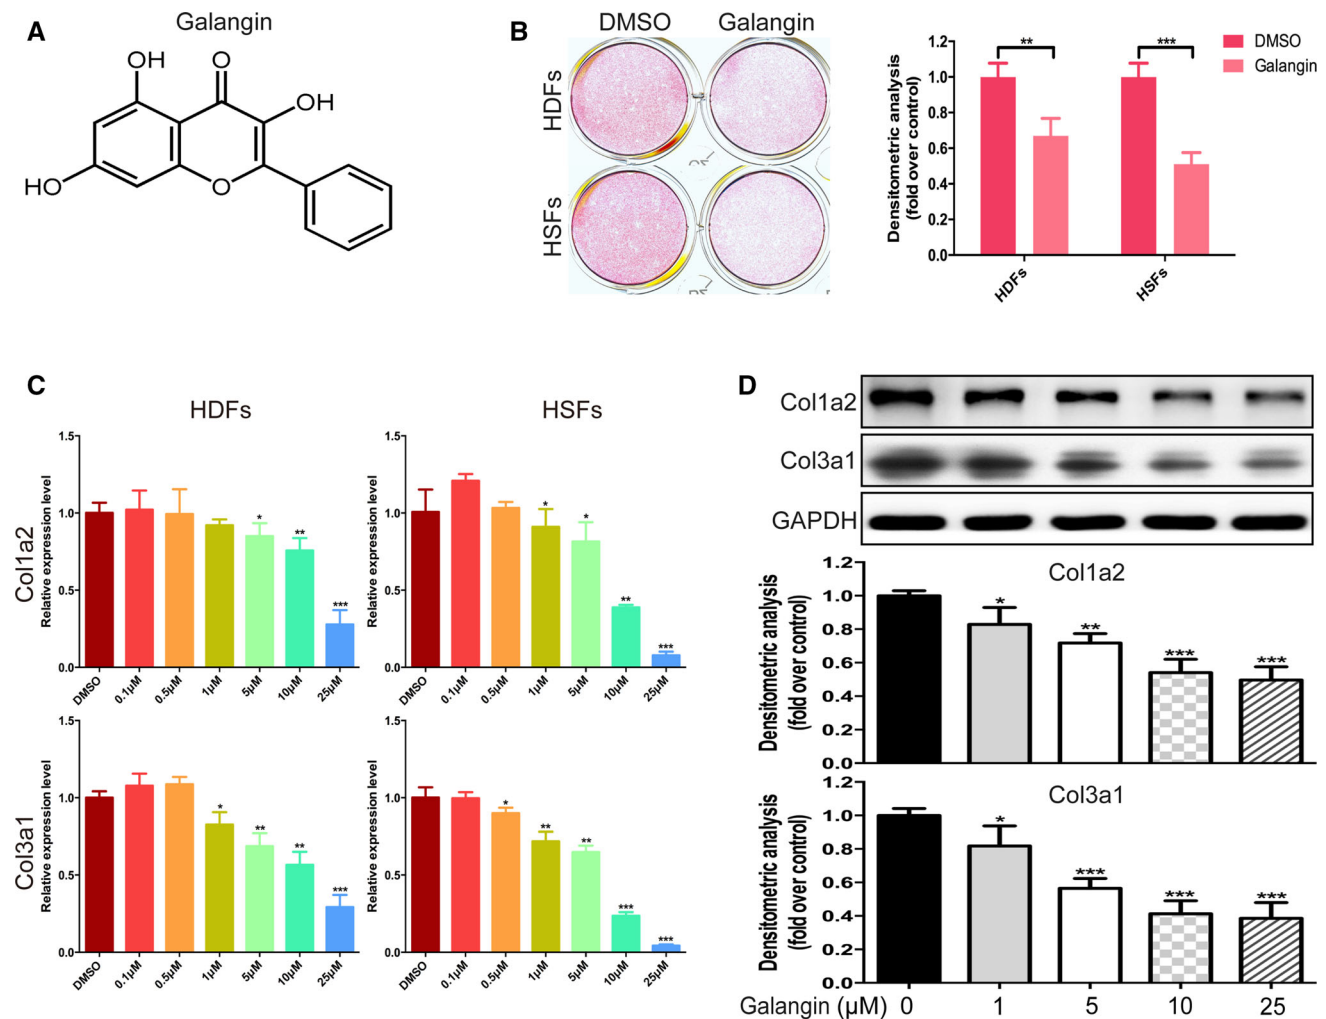 A
Galangin
OH
O
OH
HO
O
B
DMSO
Galangin
HDFs
HSFs
Densitometric analysis
(fold over control)
1.2
1.0
0.8
0.6
0.4
0.2
0.0
**
***
HDFs
HSFs
DMSO
Galangin
C
HDFs
HSFs
Col1a2
Relative expression level
1.5
1.0
0.5
0.0
*
**
***
DMSO
0.1μM
0.5μM
1μM
5μM
10μM
25μM
Relative expression level
1.5
1.0
0.5
0.0
*
*
**
***
DMSO
0.1μM
0.5μM
1μM
5μM
10μM
25μM
Col3a1
Relative expression level
1.5
1.0
0.5
0.0
*
**
**
***
DMSO
0.1μM
0.5μM
1μM
5μM
10μM
25μM
Relative expression level
1.5
1.0
0.5
0.0
*
**
**
***
***
DMSO
0.1μM
0.5μM
1μM
5μM
10μM
25μM
D
Col1a2
Col3a1
GAPDH
Col1a2
Densitometric analysis
(fold over control)
1.2
1.0
0.8
0.6
0.4
0.2
0.0
*
**
***
***
Col3a1
Densitometric analysis
(fold over control)
1.2
1.0
0.8
0.6
0.4
0.2
0.0
*
***
***
***
Galangin (μM) 0 1 5 10 25